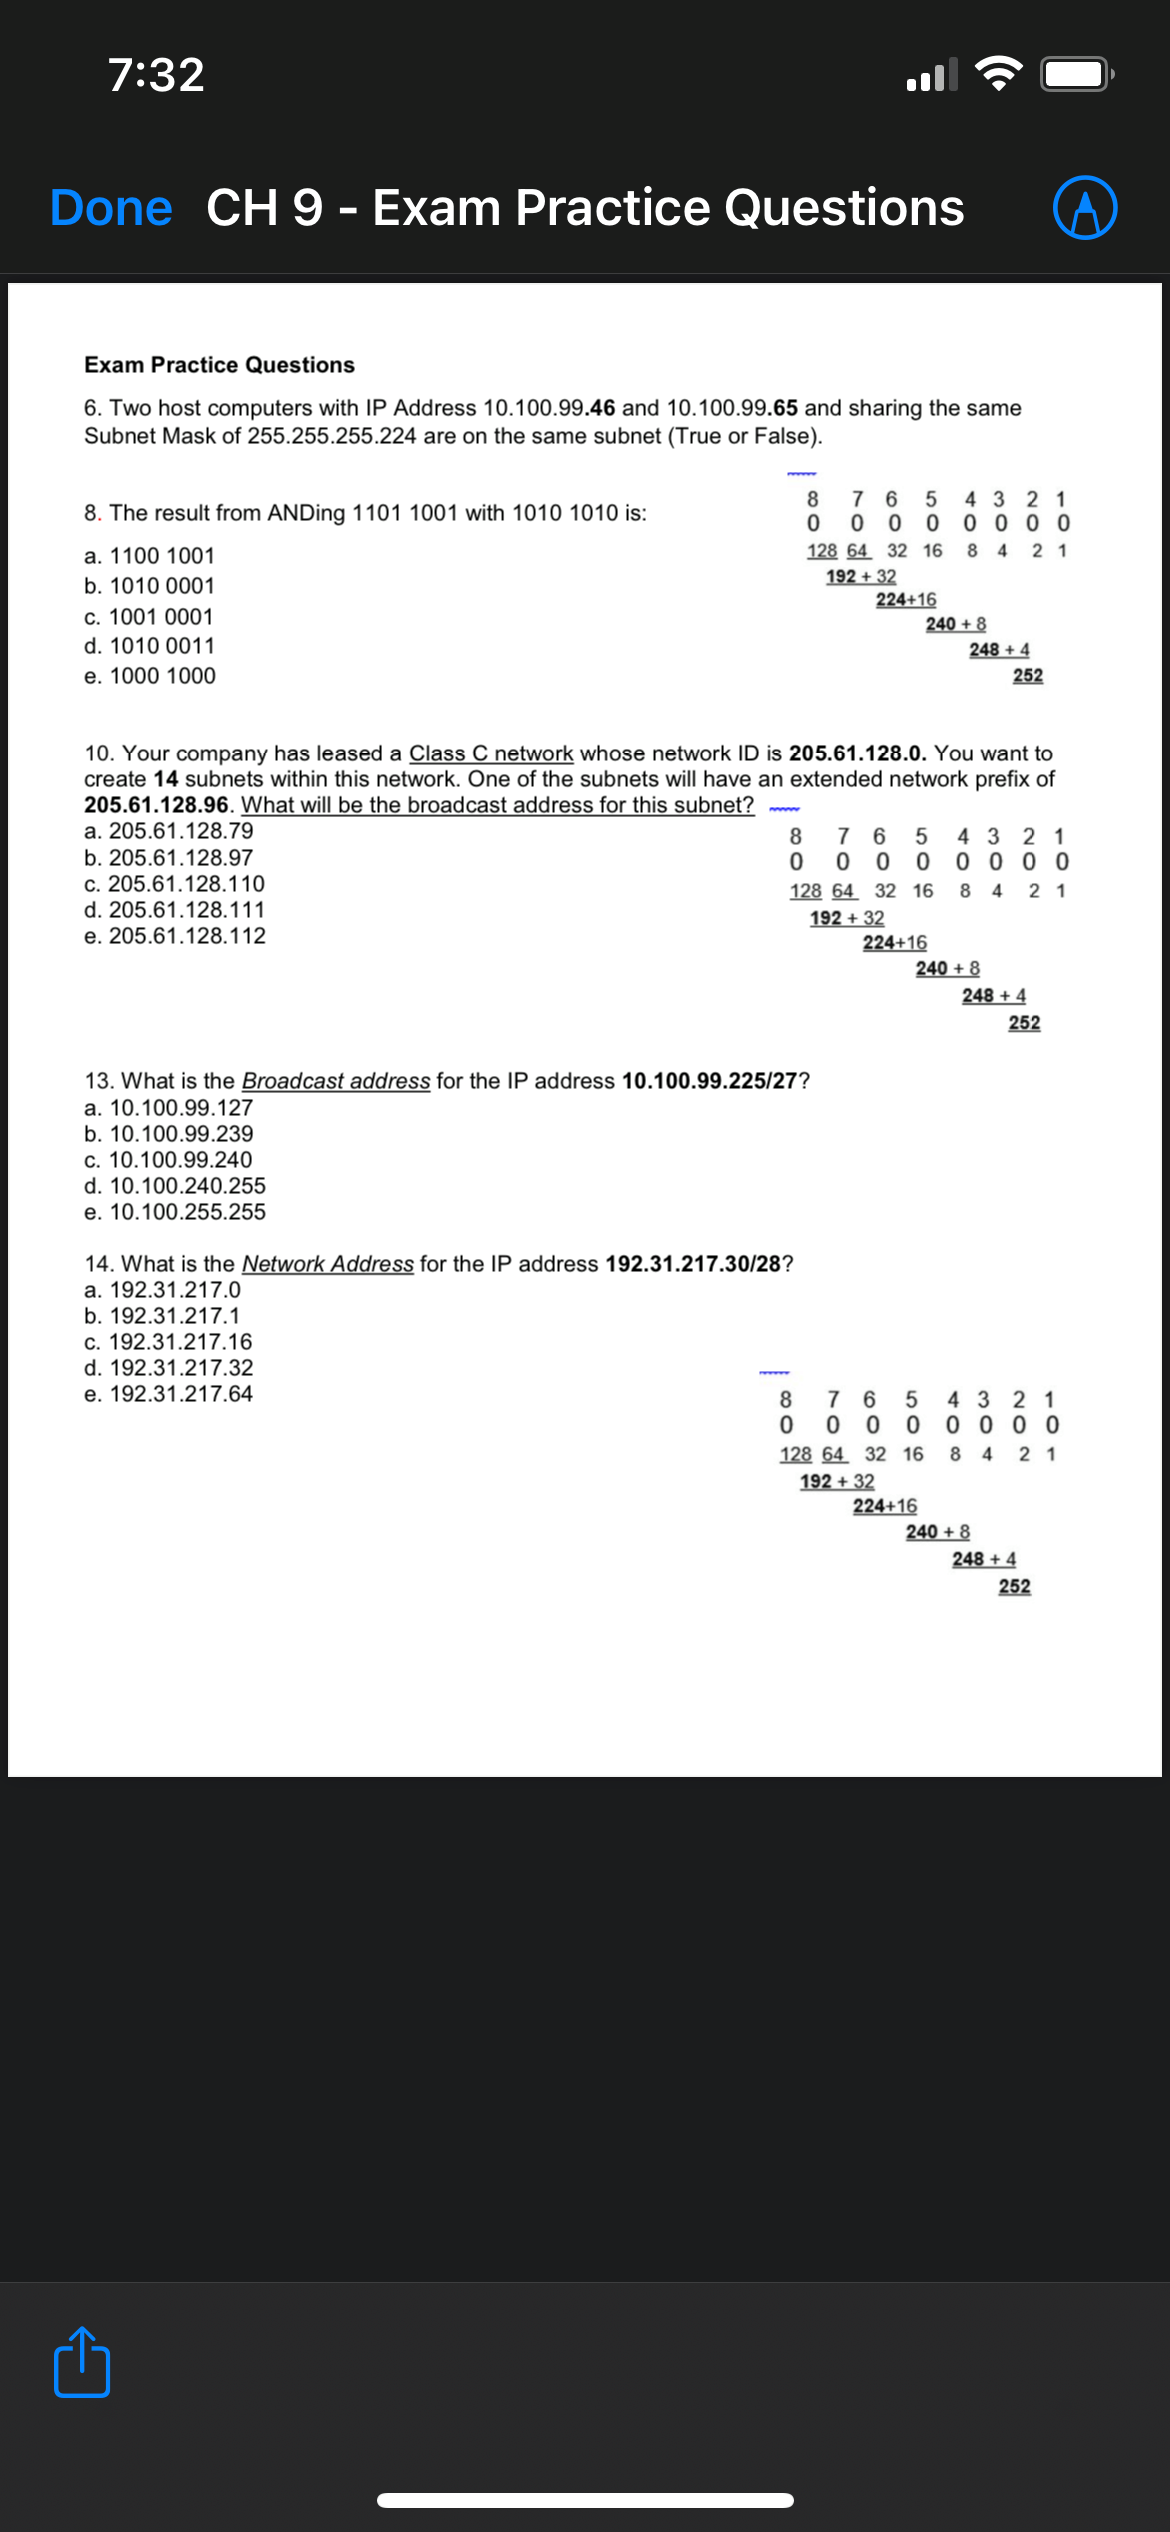 7:32
Done CH 9 - Exam Practice Questions
Exam Practice Questions
6. Two host computers with IP Address 10.100.99.46 and 10.100.99.65 and sharing the same
Subnet Mask of 255.255.255.224 are on the same subnet (True or False).
8. The result from ANDing 1101 1001 with 1010 1010 is:
a. 1100 1001
b. 1010 0001
c. 1001 0001
d. 1010 0011
e. 1000 1000
8 7 6 5 4 3 2 1
0 0 0 0 0 0 0 0
128 64 32 16 8 4 2 1
192 + 32
224+16
240 + 8
248 + 4
252
10. Your company has leased a Class C network whose network ID is 205.61.128.0. You want to
create 14 subnets within this network. One of the subnets will have an extended network prefix of
205.61.128.96. What will be the broadcast address for this subnet?
a. 205.61.128.79
b. 205.61.128.97
c. 205.61.128.110
d. 205.61.128.111
e. 205.61.128.112
8 7 6 5 4 3 2 1
0 0 0 0 0 0 0 0
128 64 32 16 8 4 2 1
192 + 32
224+16
240 + 8
248 + 4
252
13. What is the Broadcast address for the IP address 10.100.99.225/27?
a. 10.100.99.127
b. 10.100.99.239
c. 10.100.99.240
d. 10.100.240.255
e. 10.100.255.255
14. What is the Network Address for the IP address 192.31.217.30/28?
a. 192.31.217.0
b. 192.31.217.1
c. 192.31.217.16
d. 192.31.217.32
e. 192.31.217.64
8 7 6 5 4 3 2 1
0 0 0 0 0 0 0 0
128 64 32 16 8 4 2 1
192 + 32
224+16
240 + 8
248 + 4
252